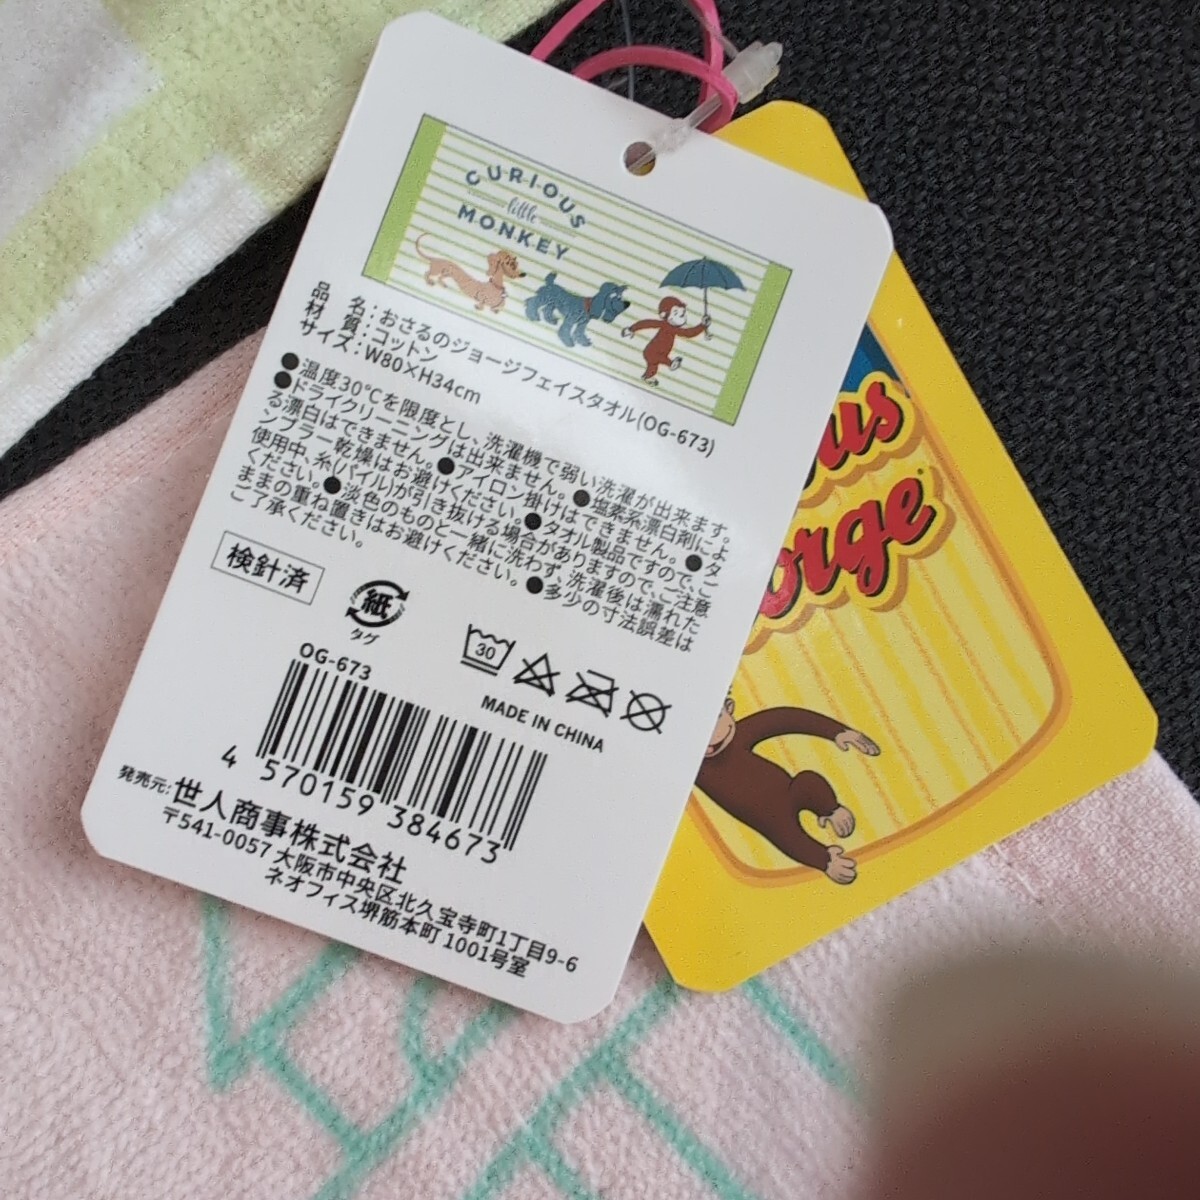 CURIOUS
little
MONKEY
品　名：おさるのジョージフェイスタオル(OG-673)
材　質：コットン
サイズ：W80×H34cm
●温度30℃を限度とし、洗濯機で弱い洗濯が出来ます。
●ドライクリーニングは出来ません。●塩素系漂白剤によ
る漂白はできません。●アイロン掛けはできません。●タ
ンブラー乾燥はお避けください。●タオル製品ですので、ご
使用中、糸(パイル)が引き抜ける場合がありますので、ご注意
ください。●淡色のものと一緒に洗わず、洗濯後は濡れた
ままの重ね置きはお避けください。●多少の寸法誤差は
ご了承ください。
検針済
紙
タグ
30
MADE IN CHINA
OG-673
4 570159 384673
発売元:世人商事株式会社
〒541-0057 大阪市中央区北久宝寺町1丁目9-6
ネオフィス堺筋本町 1001号室
us
orge